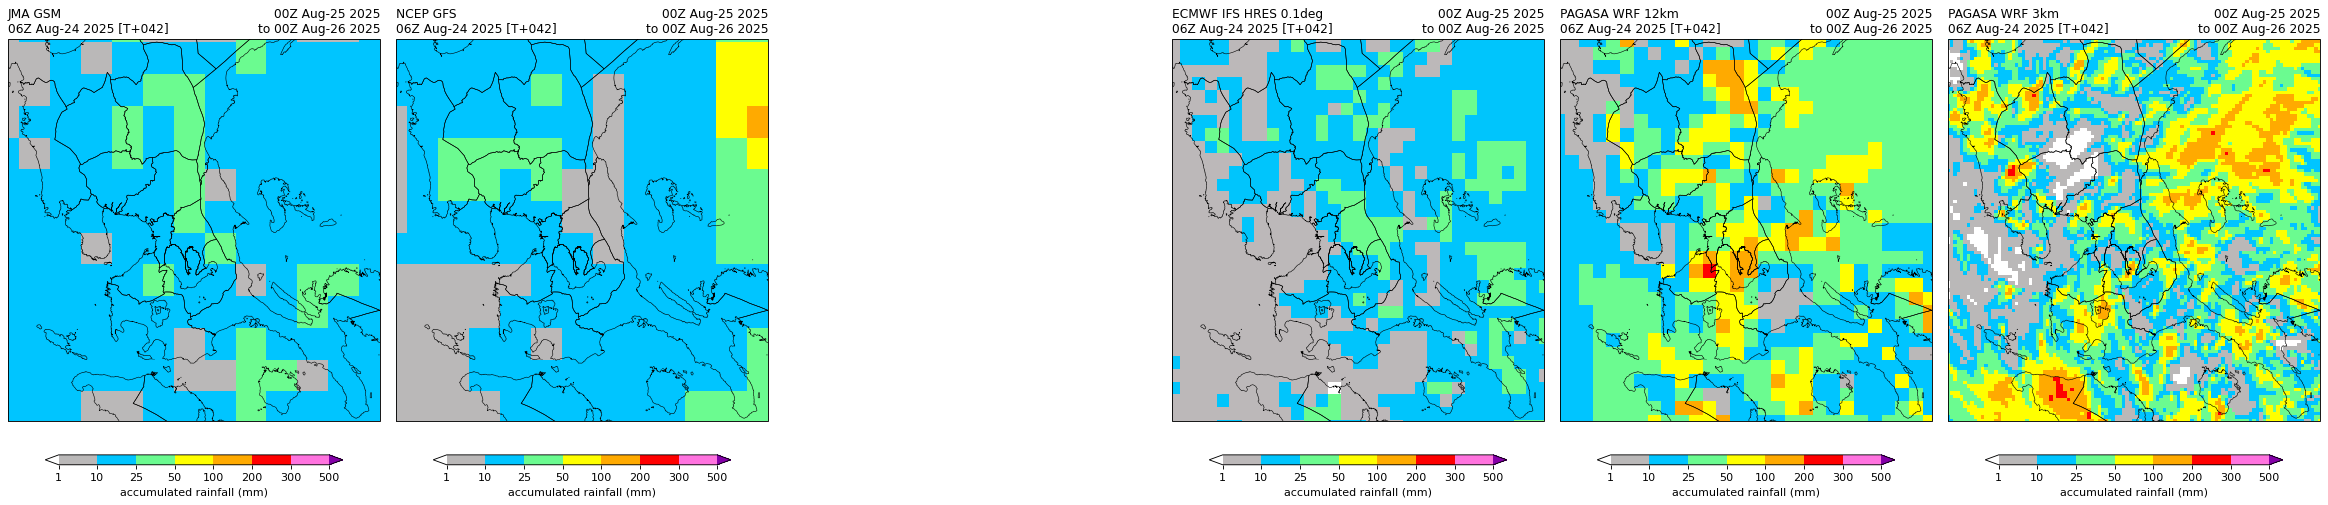 JMA GSM 00Z Aug-25 2025
06Z Aug-24 2025 [T+042] to 00Z Aug-26 2025
1 10 25 50 100 200 300 500
accumulated rainfall (mm)
NCEP GFS 00Z Aug-25 2025
06Z Aug-24 2025 [T+042] to 00Z Aug-26 2025
1 10 25 50 100 200 300 500
accumulated rainfall (mm)
ECMWF IFS HRES 0.1deg 00Z Aug-25 2025
06Z Aug-24 2025 [T+042] to 00Z Aug-26 2025
1 10 25 50 100 200 300 500
accumulated rainfall (mm)
PAGASA WRF 12km 00Z Aug-25 2025
06Z Aug-24 2025 [T+042] to 00Z Aug-26 2025
1 10 25 50 100 200 300 500
accumulated rainfall (mm)
PAGASA WRF 3km 00Z Aug-25 2025
06Z Aug-24 2025 [T+042] to 00Z Aug-26 2025
1 10 25 50 100 200 300 500
accumulated rainfall (mm)